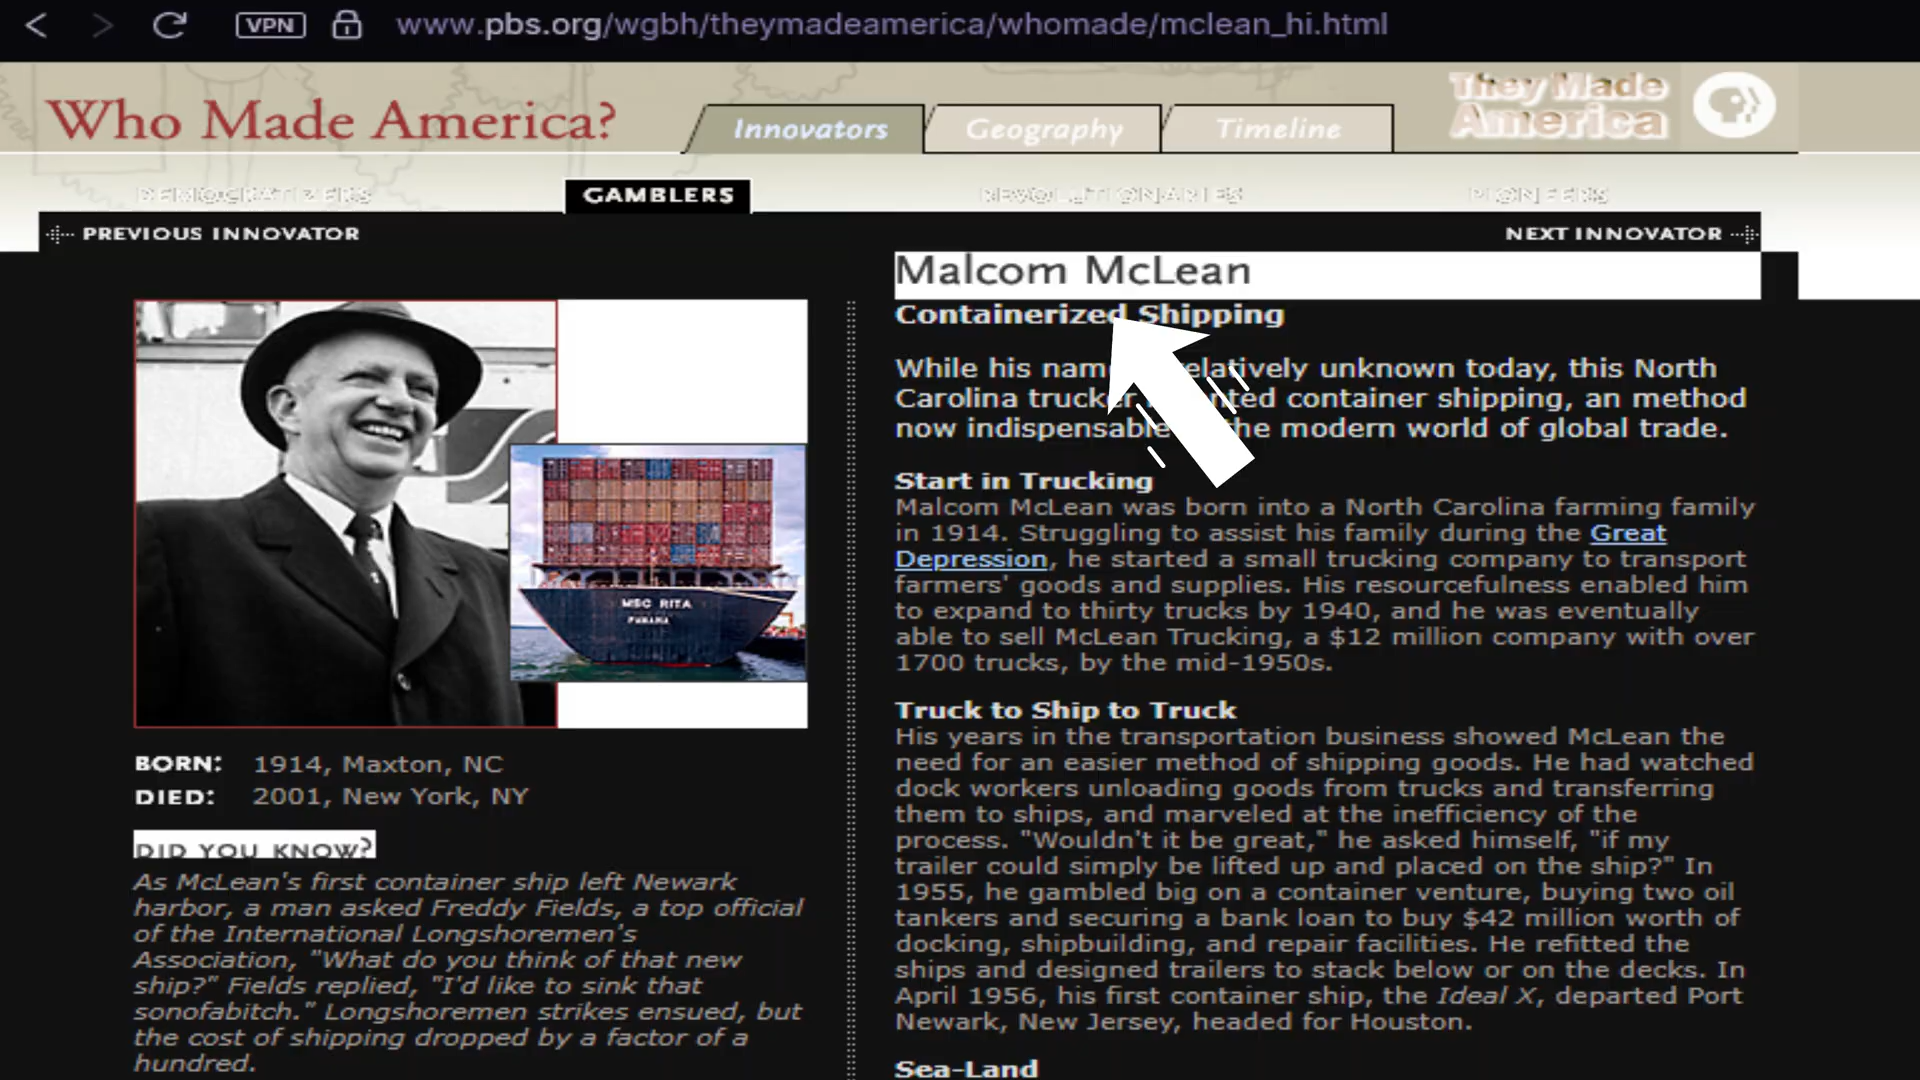 VPN
www.pbs.org/wgbh/theymadeamerica/whomade/mclean_hi.html
Who Made America?
Innovators
Geography
Timeline
They Made
America
DEMOCRATIZERS
GAMBLERS
REVOLUTIONARIES
PIONEERS
PREVIOUS INNOVATOR
NEXT INNOVATOR
MSC RITA
PANAMA
BORN: 1914, Maxton, NC
DIED: 2001, New York, NY
DID YOU KNOW?
As McLean's first container ship left Newark
harbor, a man asked Freddy Fields, a top official
of the International Longshoremen's
Association, "What do you think of that new
ship?" Fields replied, "I'd like to sink that
sonofabitch." Longshoremen strikes ensued, but
the cost of shipping dropped by a factor of a
hundred.
Malcom McLean
Containerized Shipping
While his name relatively unknown today, this North
Carolina trucker container shipping, an method
now indispensable the modern world of global trade.
Start in Trucking
Malcom McLean was born into a North Carolina farming family
in 1914. Struggling to assist his family during the Great
Depression, he started a small trucking company to transport
farmers' goods and supplies. His resourcefulness enabled him
to expand to thirty trucks by 1940, and he was eventually
able to sell McLean Trucking, a $12 million company with over
1700 trucks, by the mid-1950s.
Truck to Ship to Truck
His years in the transportation business showed McLean the
need for an easier method of shipping goods. He had watched
dock workers unloading goods from trucks and transferring
them to ships, and marveled at the inefficiency of the
process. "Wouldn't it be great," he asked himself, "if my
trailer could simply be lifted up and placed on the ship?" In
1955, he gambled big on a container venture, buying two oil
tankers and securing a bank loan to buy $42 million worth of
docking, shipbuilding, and repair facilities. He refitted the
ships and designed trailers to stack below or on the decks. In
April 1956, his first container ship, the Ideal X, departed Port
Newark, New Jersey, headed for Houston.
Sea-Land